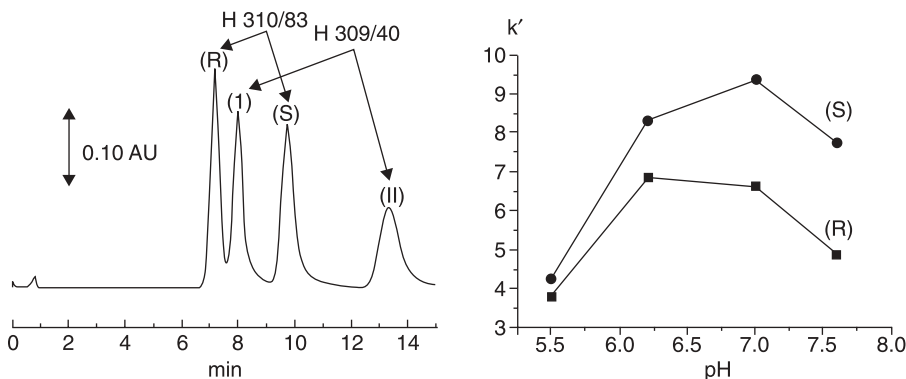 H 310/83
H 309/40
(R)
(1)
(S)
(II)
0.10 AU
0 2 4 6 8 10 12 14
min
k′
10
9
8
7
6
5
4
3
(S)
(R)
5.5 6.0 6.5 7.0 7.5 8.0
pH